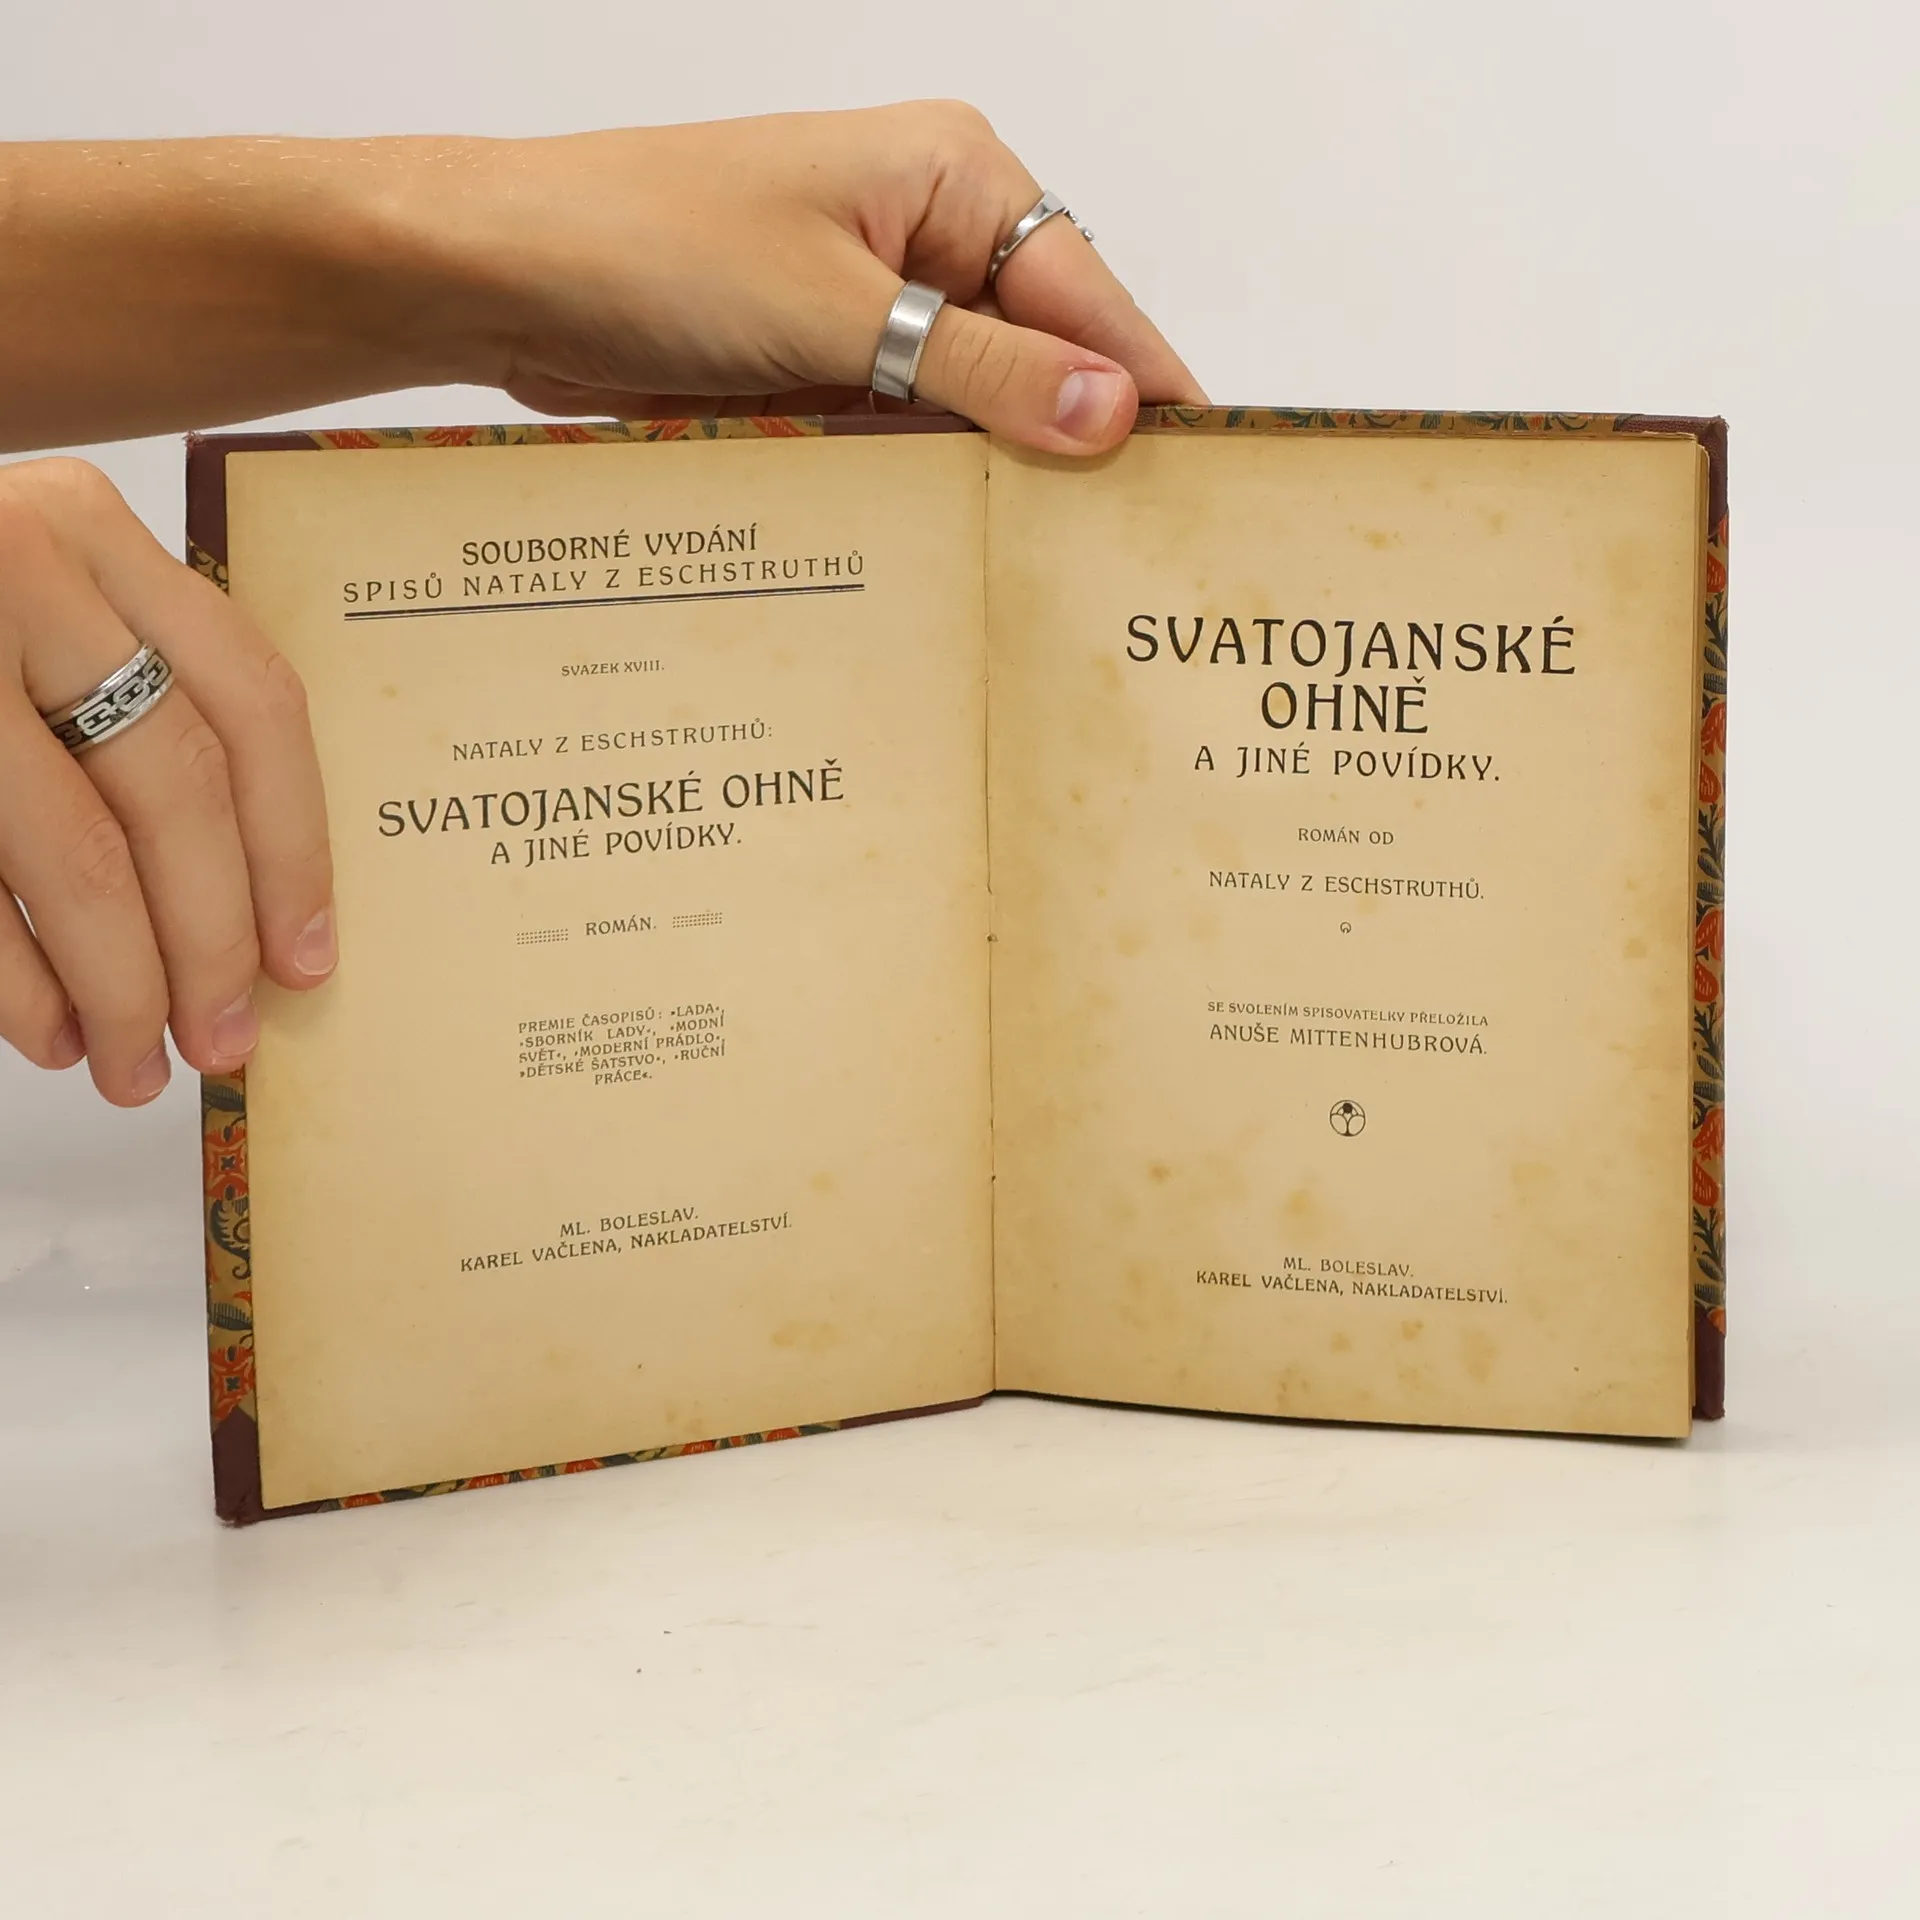 SOUBORNÉ VYDÁNÍ
SPISŮ NATALY Z ESCHSTRUTHŮ
SVAZEK XVIII.
NATALY Z ESCHSTRUTHŮ:
SVATOJANSKÉ OHNĚ
A JINÉ POVÍDKY.
ROMÁN.
PREMIE ČASOPISŮ: »LADA«,
»SBORNÍK LADY«, »MODNÍ
SVĚT«, »MODERNÍ PRÁDLO«,
»DĚTSKÉ ŠATSTVO«, »RUČNÍ
PRÁCE«.
ML. BOLESLAV.
KAREL VAČLENA, NAKLADATELSTVÍ.
SVATOJANSKÉ
OHNĚ
A JINÉ POVÍDKY.
ROMÁN OD
NATALY Z ESCHSTRUTHŮ.
SE SVOLENÍM SPISOVATELKY PŘELOŽILA
ANUŠE MITTENHUBROVÁ.
ML. BOLESLAV.
KAREL VAČLENA, NAKLADATELSTVÍ.